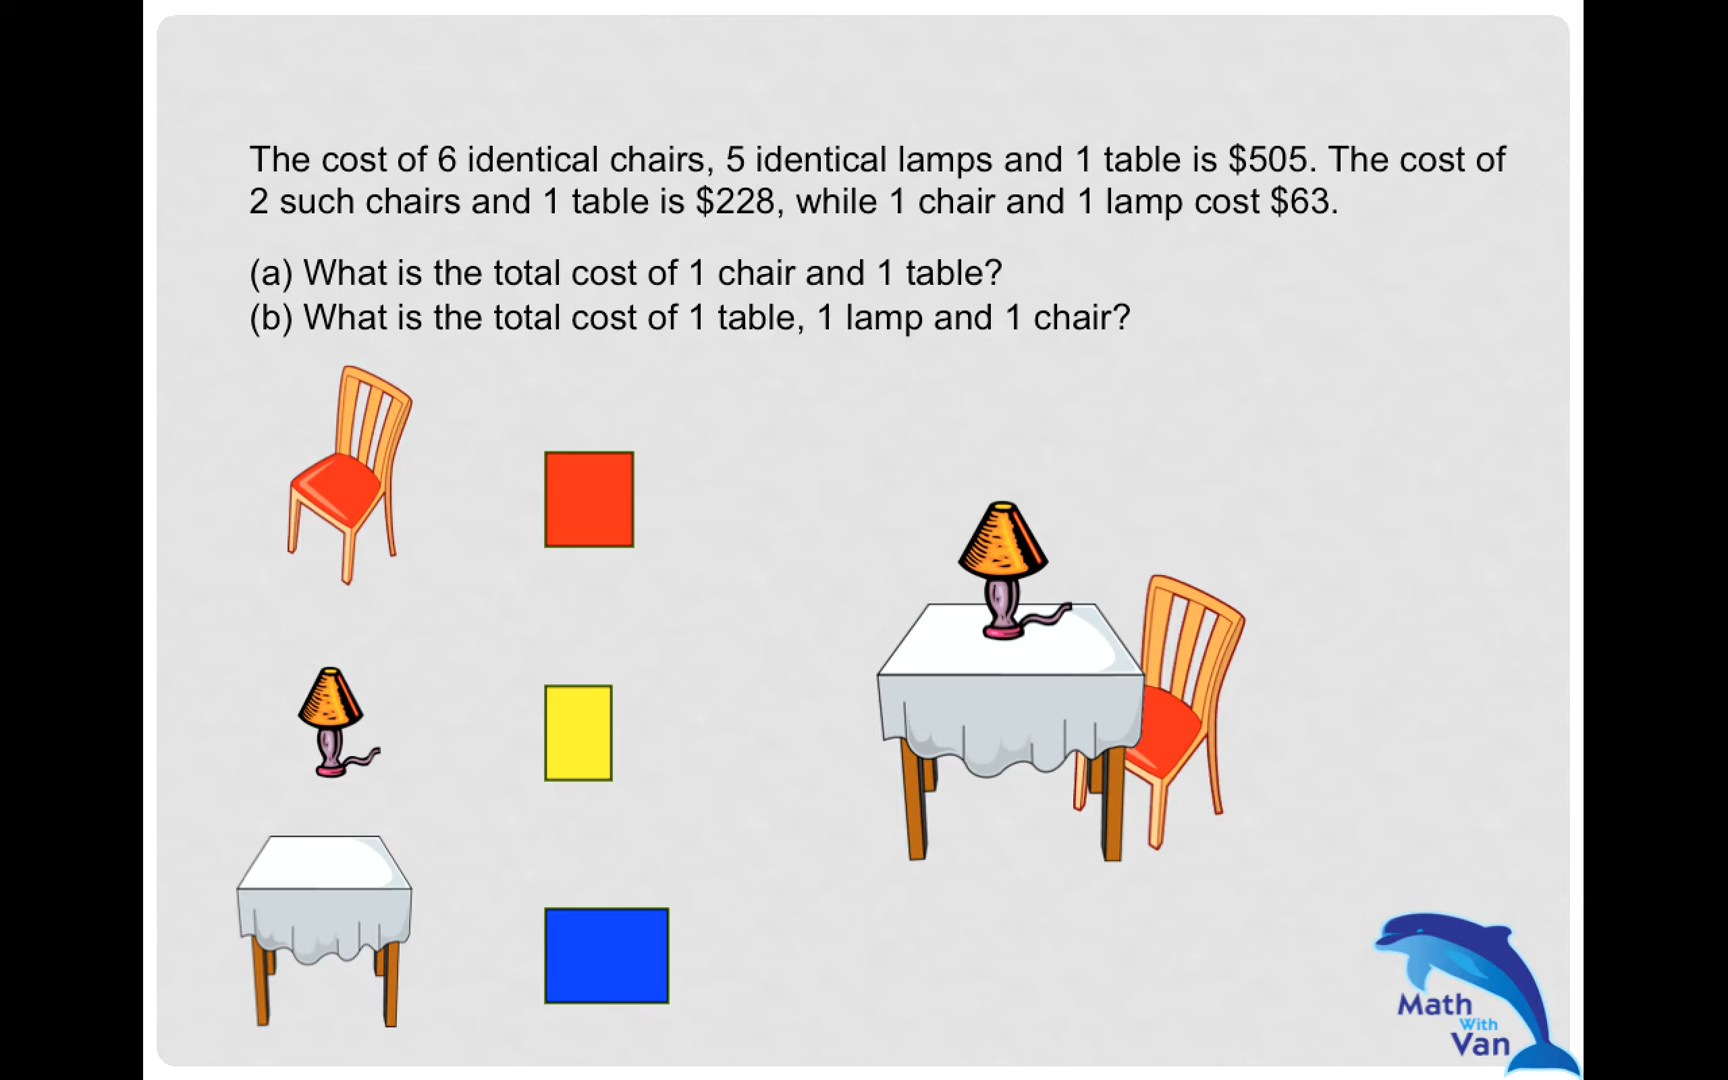 The cost of 6 identical chairs, 5 identical lamps and 1 table is $505. The cost of
2 such chairs and 1 table is $228, while 1 chair and 1 lamp cost $63.
(a) What is the total cost of 1 chair and 1 table?
(b) What is the total cost of 1 table, 1 lamp and 1 chair?
Math
With
Van